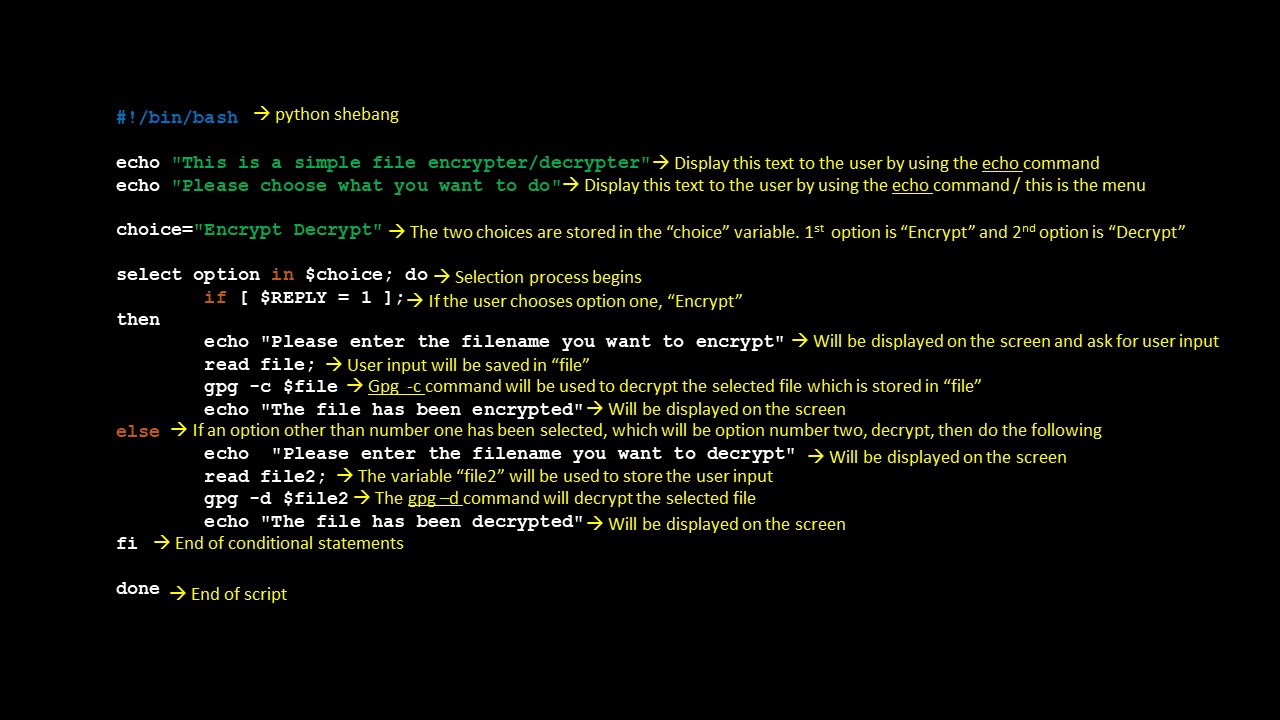 #!/bin/bash → python shebang
echo "This is a simple file encrypter/decrypter" → Display this text to the user by using the echo command
echo "Please choose what you want to do" → Display this text to the user by using the echo command / this is the menu
choice="Encrypt Decrypt" → The two choices are stored in the “choice” variable. 1st option is “Encrypt” and 2nd option is “Decrypt”
select option in $choice; do → Selection process begins
if [ $REPLY = 1 ]; → If the user chooses option one, “Encrypt”
then
echo "Please enter the filename you want to encrypt" → Will be displayed on the screen and ask for user input
read file; → User input will be saved in “file”
gpg -c $file → Gpg -c command will be used to decrypt the selected file which is stored in “file”
echo "The file has been encrypted" → Will be displayed on the screen
else → If an option other than number one has been selected, which will be option number two, decrypt, then do the following
echo  "Please enter the filename you want to decrypt" → Will be displayed on the screen
read file2; → The variable “file2” will be used to store the user input
gpg -d $file2 → The gpg –d command will decrypt the selected file
echo "The file has been decrypted" → Will be displayed on the screen
fi → End of conditional statements
done → End of script